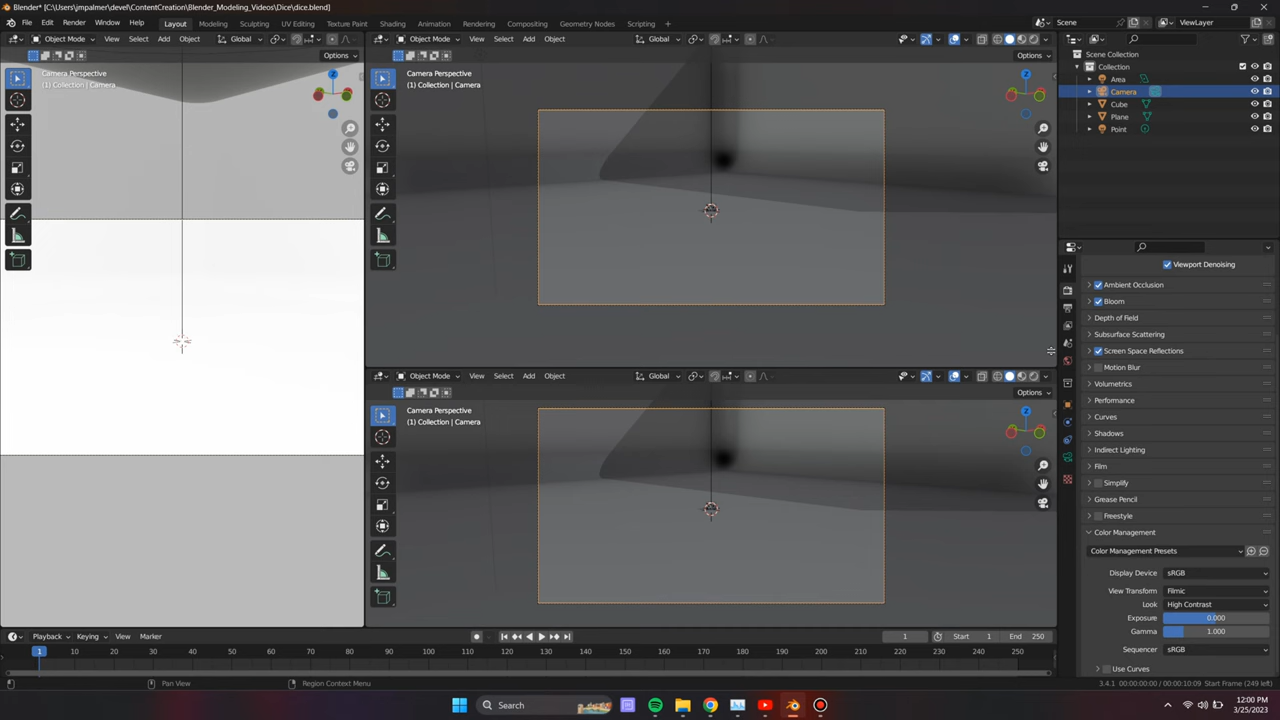 Blender* [C:\Users\jmpalmer\devel\ContentCreation\Blender_Modeling_Videos\Dice\dice.blend]
File Edit Render Window Help Layout Modeling Sculpting UV Editing Texture Paint Shading Animation Rendering Compositing Geometry Nodes Scripting + Scene ViewLayer
Object Mode View Select Add Object Global
Options
Camera Perspective
(1) Collection | Camera
Z
Object Mode View Select Add Object Global
Options
Camera Perspective
(1) Collection | Camera
Z
Object Mode View Select Add Object Global
Options
Camera Perspective
(1) Collection | Camera
Z
Scene Collection
Collection
Area
Camera
Cube
Plane
Point
Viewport Denoising
Ambient Occlusion
Bloom
Depth of Field
Subsurface Scattering
Screen Space Reflections
Motion Blur
Volumetrics
Performance
Curves
Shadows
Indirect Lighting
Film
Simplify
Grease Pencil
Freestyle
Color Management
Color Management Presets
Display Device sRGB
View Transform Filmic
Look High Contrast
Exposure 0.000
Gamma 1.000
Sequencer sRGB
Use Curves
Playback Keying View Marker 1 Start 1 End 250
1 10 20 30 40 50 60 70 80 90 100 110 120 130 140 150 160 170 180 190 200 210 220 230 240 250
Pan View Region Context Menu 3.4.1 00:00:00:00 / 00:00:10:09 Start Frame (249 left)
Search
12:00 PM
3/25/2023